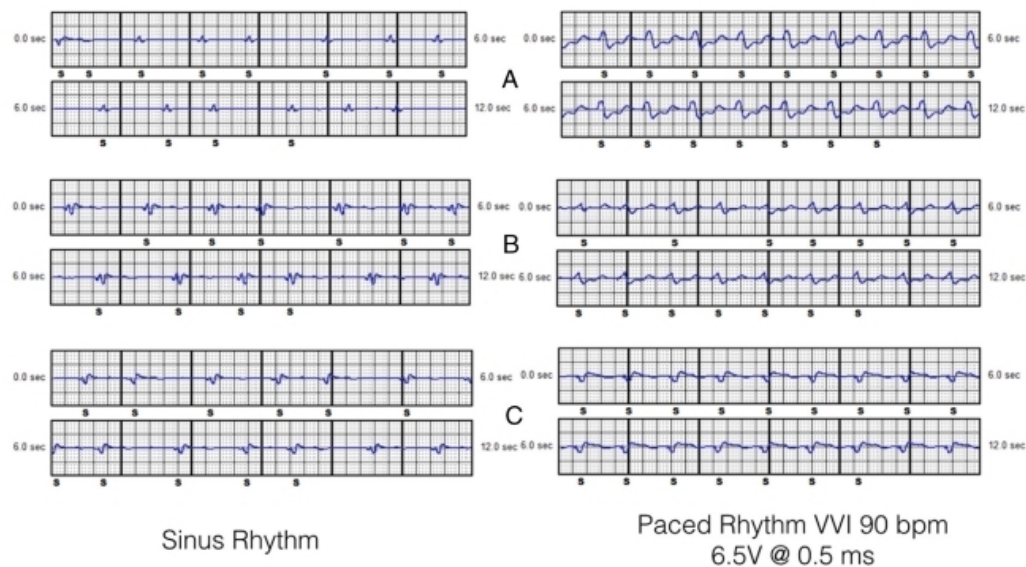 0.0 sec 6.0 sec
S S S S S S S S
6.0 sec 12.0 sec
S S S S
A
0.0 sec 6.0 sec
S S S S S S S S S
6.0 sec 12.0 sec
S S S S S S S
0.0 sec 6.0 sec
S S S S S S
6.0 sec 12.0 sec
S S S S
B
0.0 sec 6.0 sec
S S S S S S S
6.0 sec 12.0 sec
S S S S S S S
0.0 sec 6.0 sec
S S S S S S
6.0 sec 12.0 sec
S S S S S
C
0.0 sec 6.0 sec
S S S S S S S S S
6.0 sec 12.0 sec
S S S S S S S
Sinus Rhythm
Paced Rhythm VVI 90 bpm
6.5V @ 0.5 ms